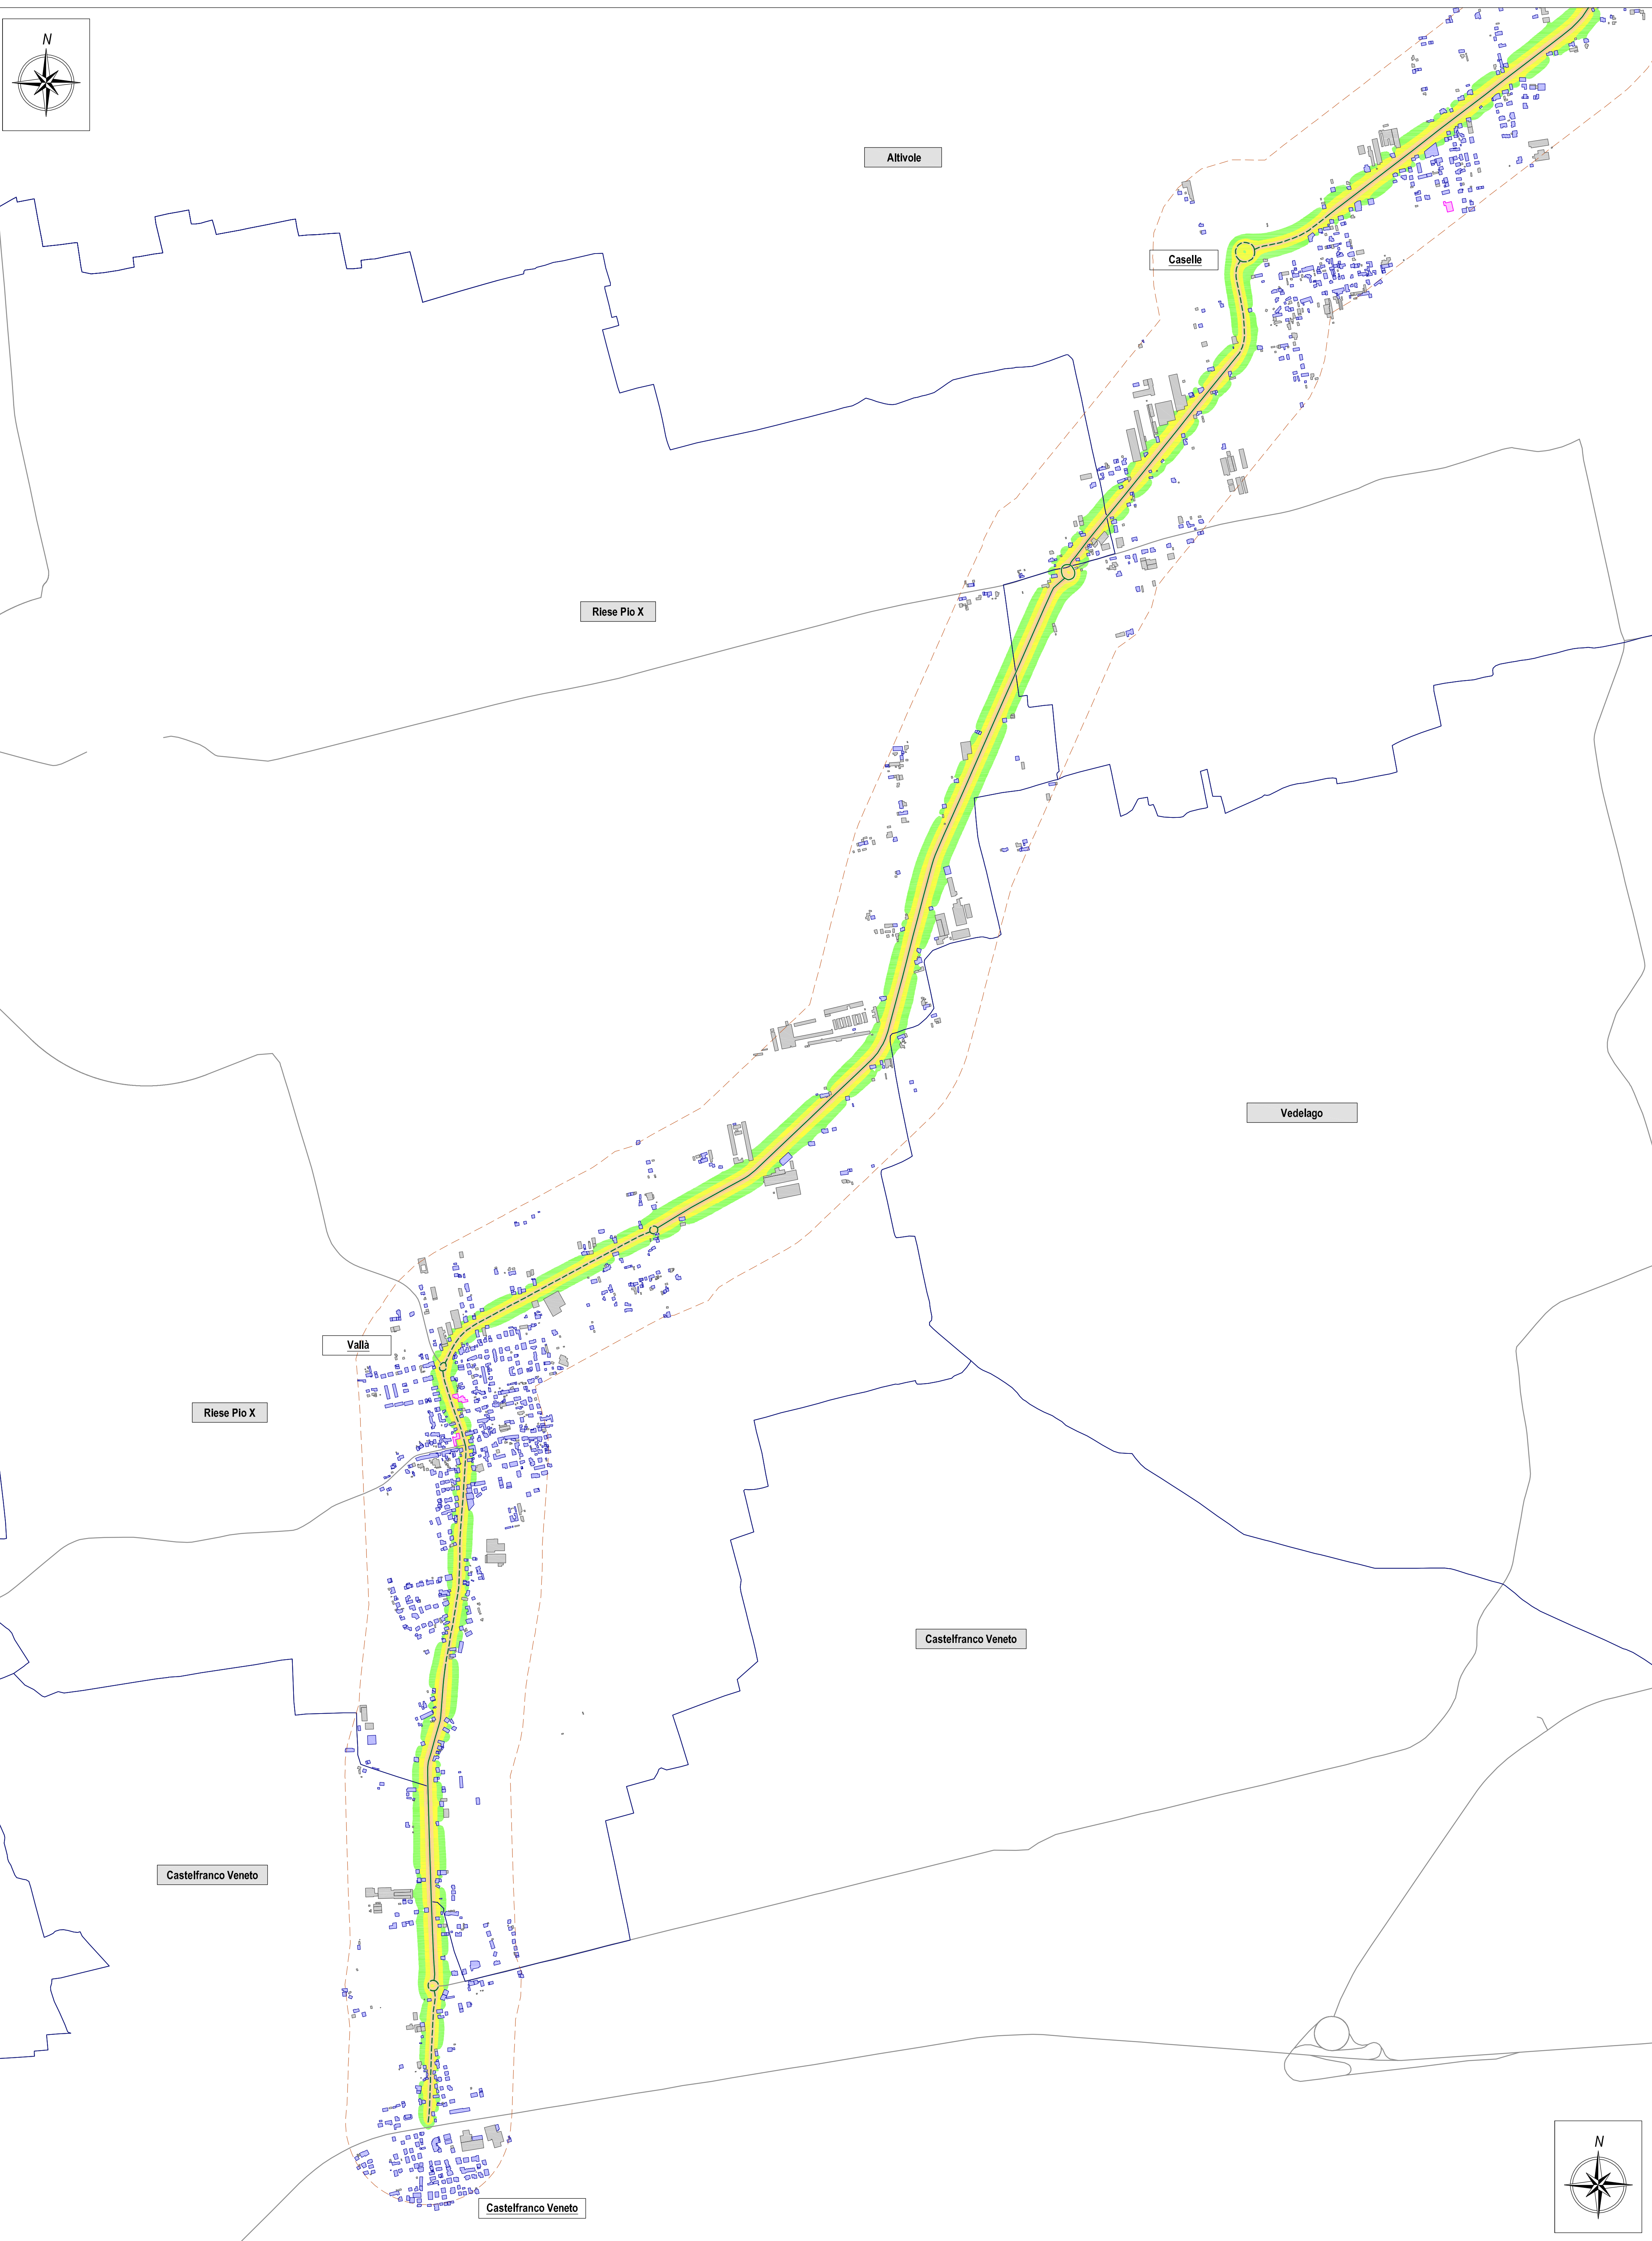 N
Altivole
Caselle
Riese Pio X
Vedelago
Vallà
Riese Pio X
Castelfranco Veneto
Castelfranco Veneto
N
Castelfranco Veneto